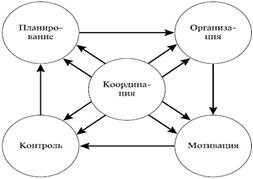 Планиро-
вание
Организа-
ция
Координа-
ция
Контроль
Мотивация